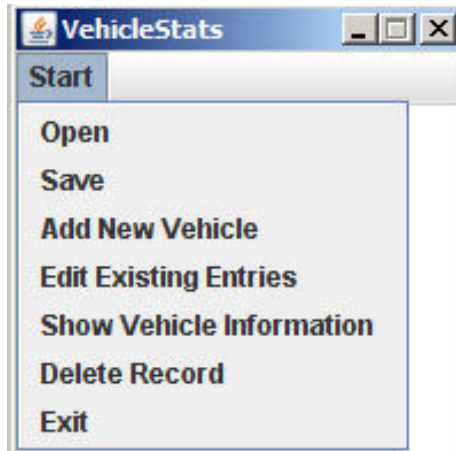 VehicleStats
Start
Open
Save
Add New Vehicle
Edit Existing Entries
Show Vehicle Information
Delete Record
Exit